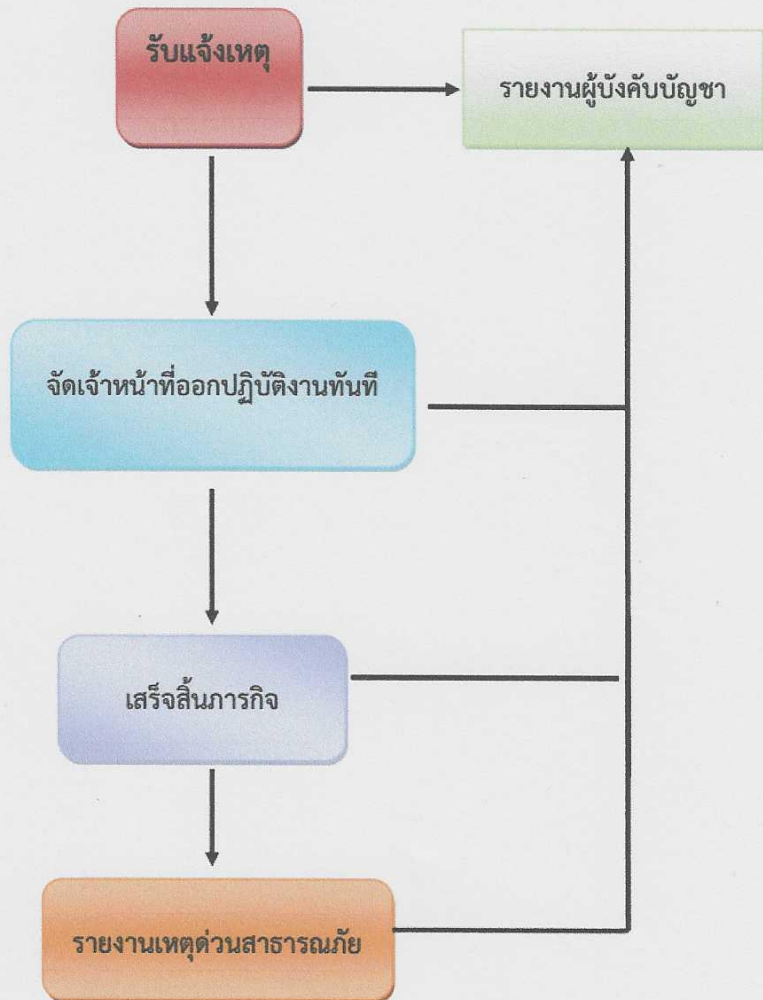 รับแจ้งเหตุ
รายงานผู้บังคับบัญชา
จัดเจ้าหน้าที่ออกปฏิบัติงานทันที
เสร็จสิ้นภารกิจ
รายงานเหตุด่วนสาธารณภัย